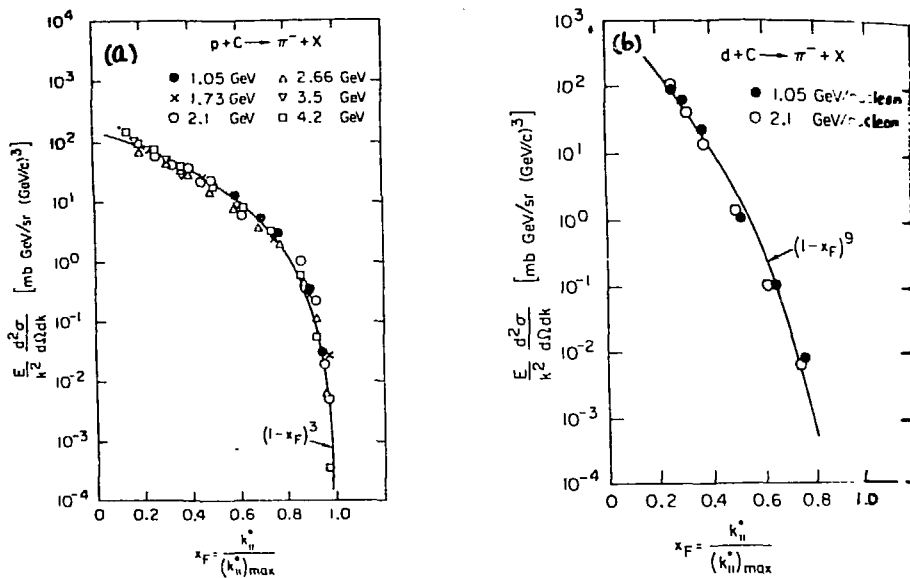 (a)
p+C → π⁻+X
● 1.05 GeV
△ 2.66 GeV
× 1.73 GeV
▽ 3.5 GeV
○ 2.1 GeV
□ 4.2 GeV
E/k² d²σ/dΩdk [mb GeV/sr (GeV/c)³]
10⁴
10³
10²
10¹
10⁰
10⁻¹
10⁻²
10⁻³
10⁻⁴
(1-x_F)³
0 0.2 0.4 0.6 0.8 1.0
x_F = k*_∥/(k*_∥)max
(b)
d+C → π⁻+X
● 1.05 GeV/nucleon
○ 2.1 GeV/nucleon
E/k² d²σ/dΩdk [mb GeV/sr (GeV/c)³]
10³
10²
10¹
10⁰
10⁻¹
10⁻²
10⁻³
10⁻⁴
(1-x_F)⁹
0 0.2 0.4 0.6 0.8 1.0
x_F = k*_∥/(k*_∥)max